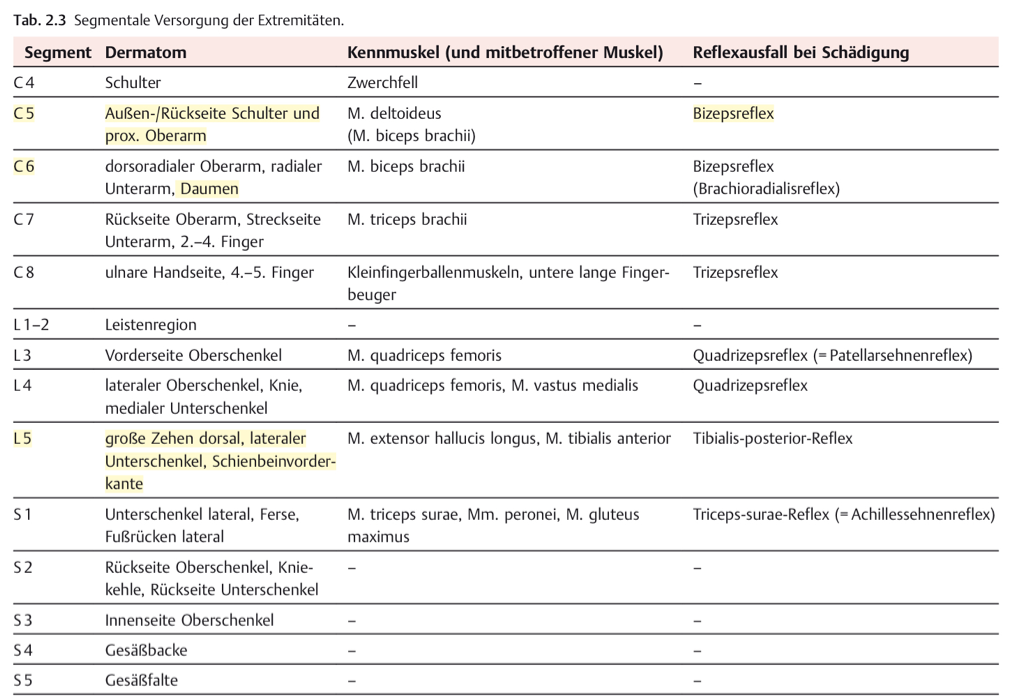 Tab. 2.3 Segmentale Versorgung der Extremitäten.
Segment Dermatom Kennmuskel (und mitbetroffener Muskel) Reflexausfall bei Schädigung
C 4 Schulter Zwerchfell –
C 5 Außen-/Rückseite Schulter und M. deltoideus Bizepsreflex
prox. Oberarm (M. biceps brachii)
C 6 dorsoradialer Oberarm, radialer M. biceps brachii Bizepsreflex
Unterarm, Daumen (Brachioradialisreflex)
C 7 Rückseite Oberarm, Streckseite M. triceps brachii Trizepsreflex
Unterarm, 2.–4. Finger
C 8 ulnare Handseite, 4.–5. Finger Kleinfingerballenmuskeln, untere lange Finger- Trizepsreflex
beuger
L 1–2 Leistenregion – –
L 3 Vorderseite Oberschenkel M. quadriceps femoris Quadrizepsreflex (= Patellarsehnenreflex)
L 4 lateraler Oberschenkel, Knie, M. quadriceps femoris, M. vastus medialis Quadrizepsreflex
medialer Unterschenkel
L 5 große Zehen dorsal, lateraler M. extensor hallucis longus, M. tibialis anterior Tibialis-posterior-Reflex
Unterschenkel, Schienbeinvorder-
kante
S 1 Unterschenkel lateral, Ferse, M. triceps surae, Mm. peronei, M. gluteus Triceps-surae-Reflex (= Achillessehnenreflex)
Fußrücken lateral maximus
S 2 Rückseite Oberschenkel, Knie- – –
kehle, Rückseite Unterschenkel
S 3 Innenseite Oberschenkel – –
S 4 Gesäßbacke – –
S 5 Gesäßfalte – –